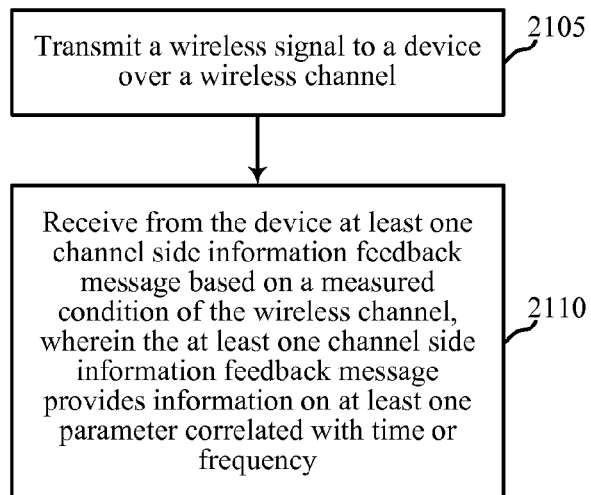 Transmit a wireless signal to a device
over a wireless channel
2105
Receive from the device at least one
channel side information feedback
message based on a measured
condition of the wireless channel,
wherein the at least one channel side
information feedback message
provides information on at least one
parameter correlated with time or
frequency
2110